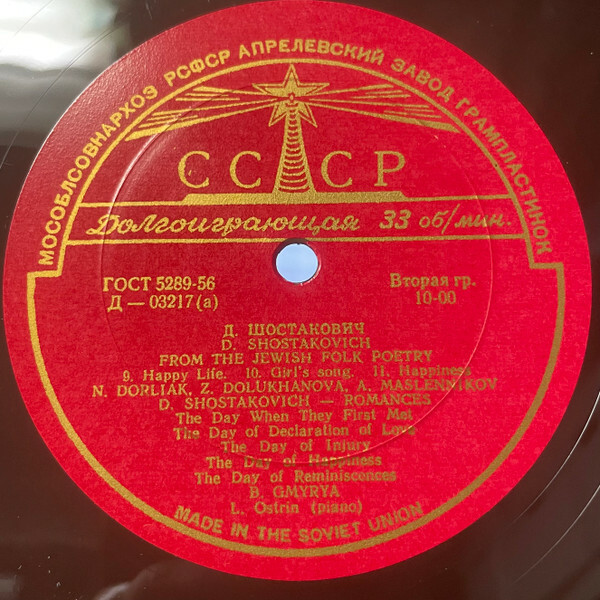 МОСОБЛСОВНАРХОЗ РСФСР АПРЕЛЕВСКИЙ ЗАВОД ГРАМПЛАСТИНОК
СССР
Долгоиграющая 33 об/мин.
ГОСТ 5289-56
Д — 03217 (а)
Вторая гр.
10-00
Д. ШОСТАКОВИЧ
D. SHOSTAKOVICH
FROM THE JEWISH FOLK POETRY
9. Happy Life. 10. Girl's song. 11. Happiness
N. DORLIAK, Z. DOLUKHANOVA, A. MASLENNIKOV
D. SHOSTAKOVICH — ROMANCES
The Day When They First Met
The Day of Declaration of Love
The Day of Injury
The Day of Happiness
The Day of Reminiscences
B. GMYRYA
L. Ostrin (piano)
MADE IN THE SOVIET UNION